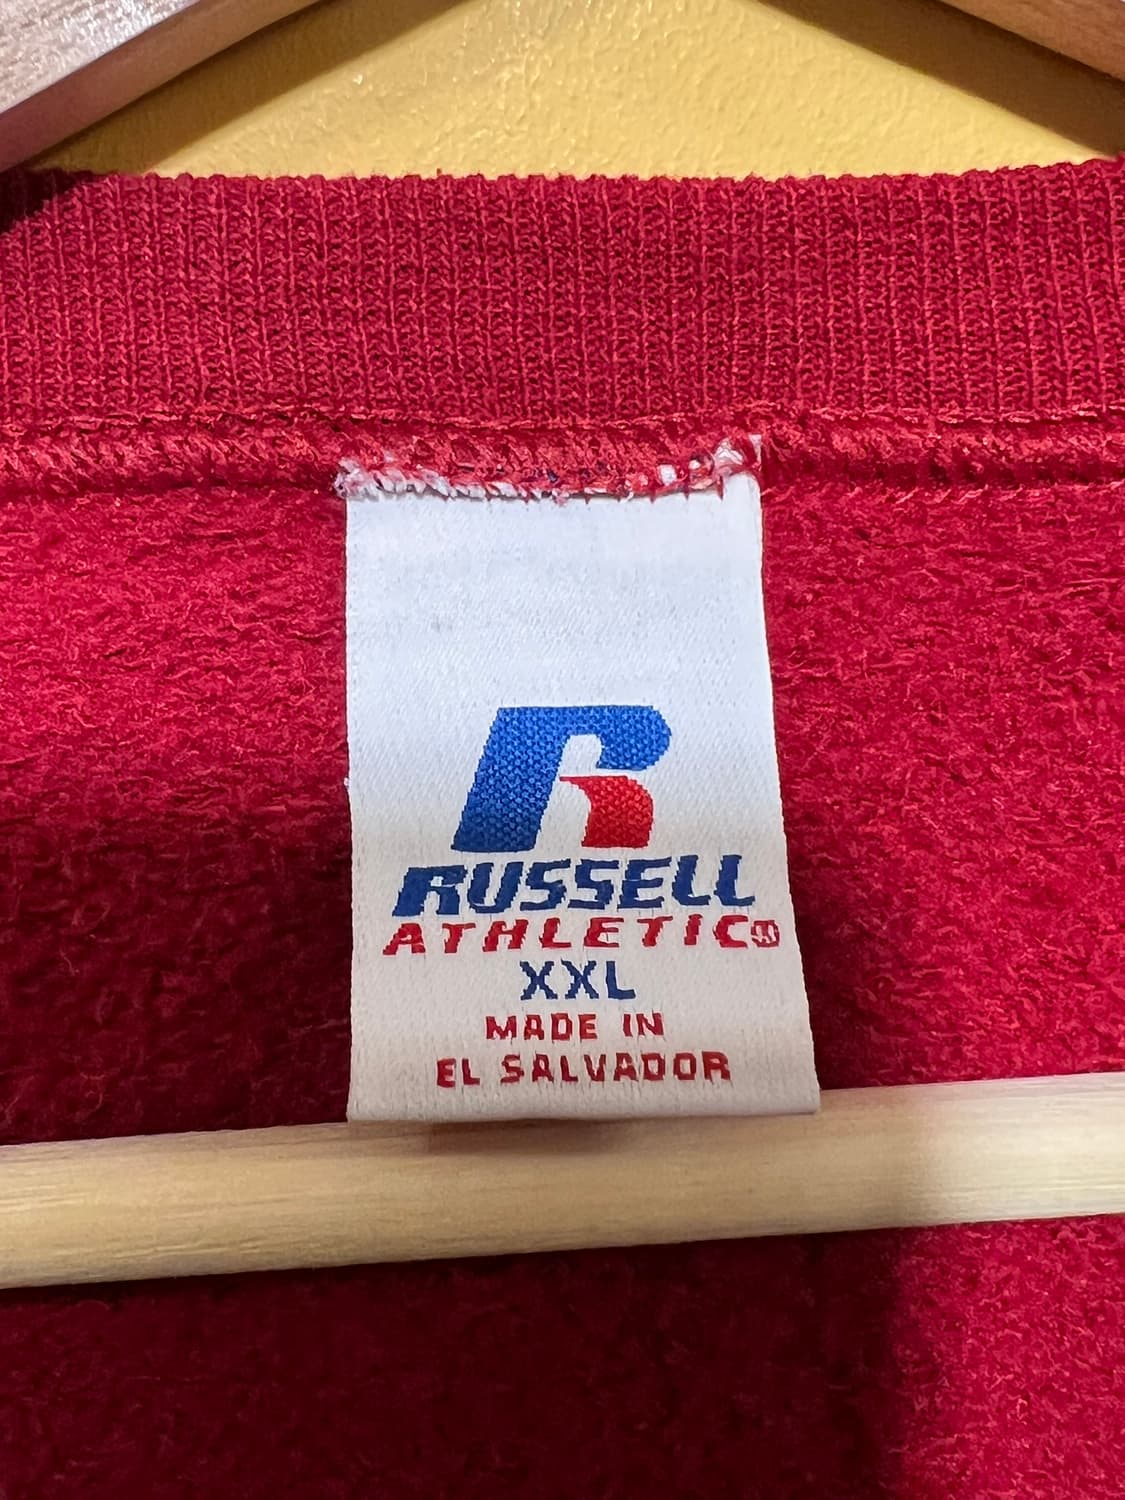 R
RUSSELL
ATHLETIC®
XXL
MADE IN
EL SALVADOR